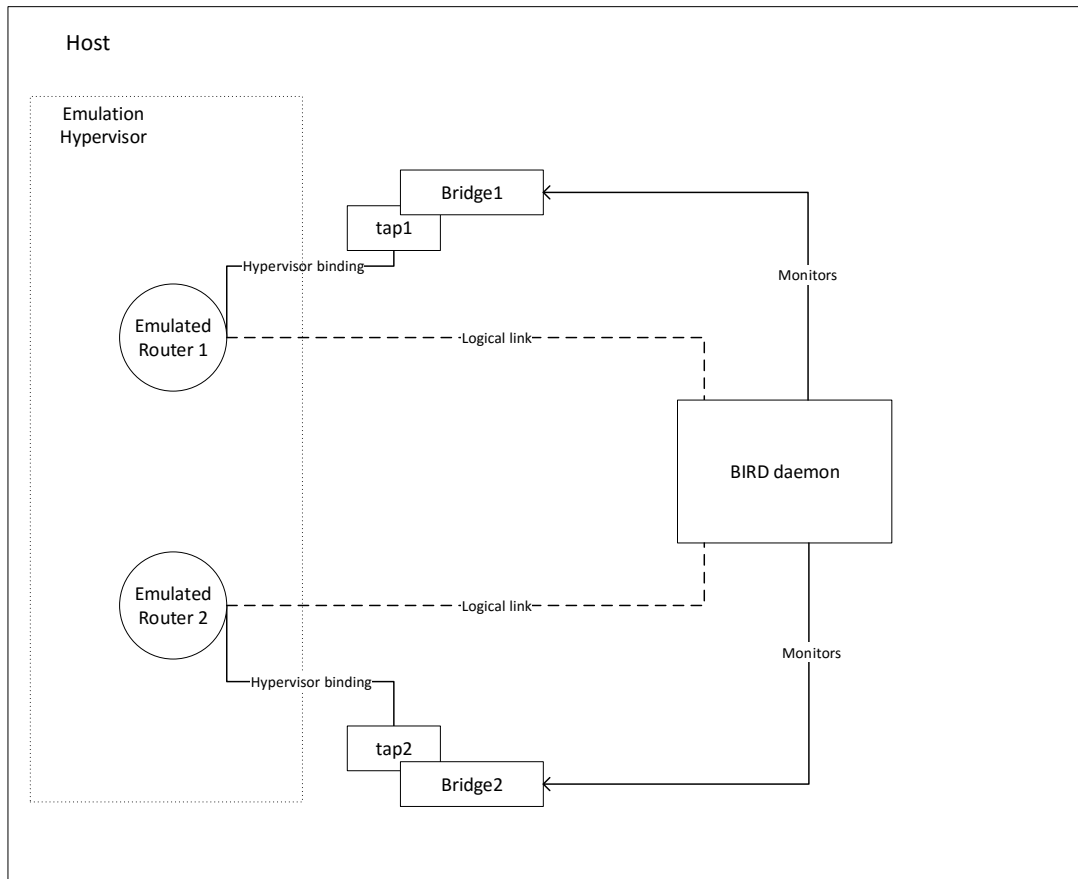 Host
Emulation
Hypervisor
Bridge1
tap1
Hypervisor binding
Monitors
Emulated
Router 1
Logical link
BIRD daemon
Emulated
Router 2
Logical link
Monitors
Hypervisor binding
tap2
Bridge2